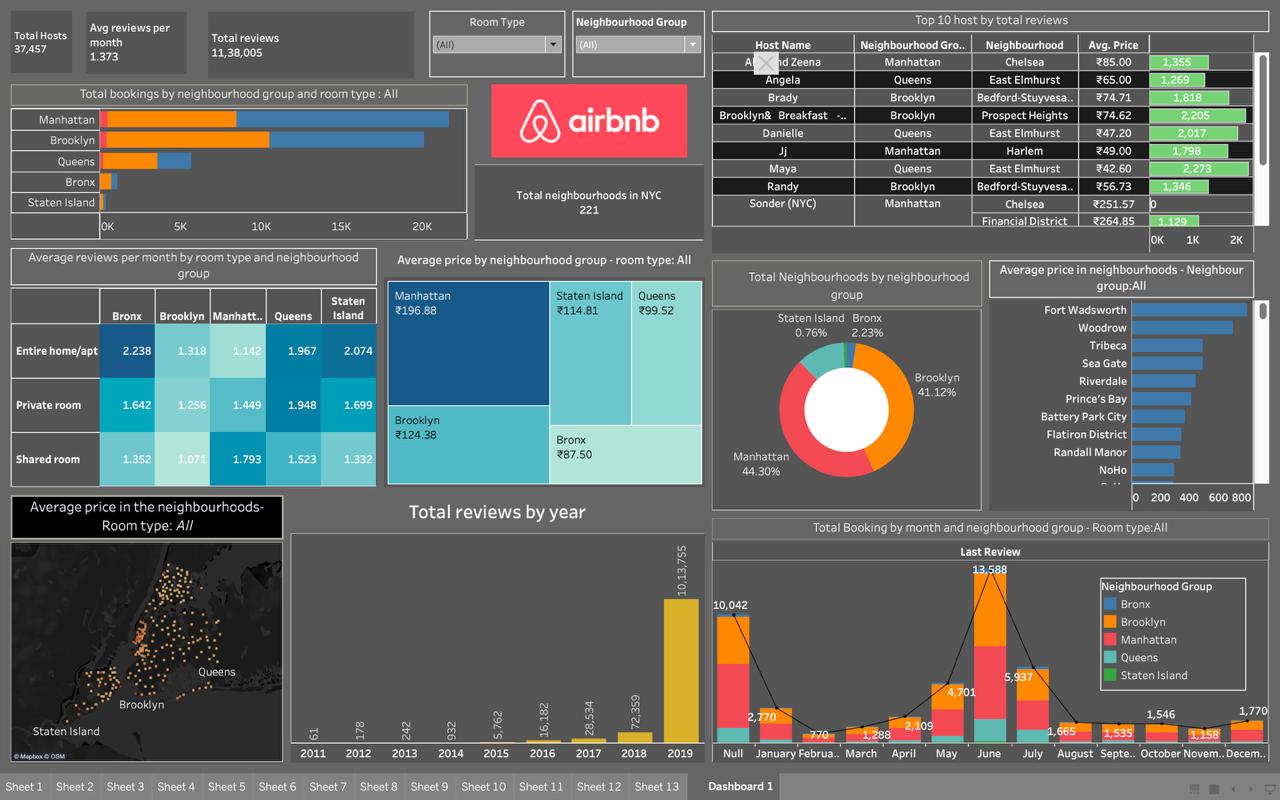 Total Hosts
37,457
Avg reviews per
month
1.373
Total reviews
11,38,005
Room Type
(All)
Neighbourhood Group
(All)
Total bookings by neighbourhood group and room type : All
Manhattan
Brooklyn
Queens
Bronx
Staten Island
0K 5K 10K 15K 20K
airbnb
Total neighbourhoods in NYC
221
Top 10 host by total reviews
Host Name Neighbourhood Gro.. Neighbourhood Avg. Price
Zeena Manhattan Chelsea ₹85.00 1,355
Angela Queens East Elmhurst ₹65.00 1,269
Brady Brooklyn Bedford-Stuyvesa.. ₹74.71 1,818
Brooklyn& Breakfast -.. Brooklyn Prospect Heights ₹74.62 2,205
Danielle Queens East Elmhurst ₹47.20 2,017
Jj Manhattan Harlem ₹49.00 1,798
Maya Queens East Elmhurst ₹42.60 2,273
Randy Brooklyn Bedford-Stuyvesa.. ₹56.73 1,346
Sonder (NYC) Manhattan Chelsea ₹251.57 0
Financial District ₹264.85 1,129
0K 1K 2K
Average reviews per month by room type and neighbourhood
group
Bronx Brooklyn Manhatt.. Queens Staten
Island
Entire home/apt 2.238 1.318 1.142 1.967 2.074
Private room 1.642 1.256 1.449 1.948 1.699
Shared room 1.352 1.071 1.793 1.523 1.332
Average price by neighbourhood group - room type: All
Manhattan
₹196.88
Staten Island
₹114.81
Queens
₹99.52
Brooklyn
₹124.38
Bronx
₹87.50
Total Neighbourhoods by neighbourhood
group
Staten Island
0.76%
Bronx
2.23%
Brooklyn
41.12%
Manhattan
44.30%
Average price in neighbourhoods - Neighbour
group:All
Fort Wadsworth
Woodrow
Tribeca
Sea Gate
Riverdale
Prince's Bay
Battery Park City
Flatiron District
Randall Manor
NoHo
0 200 400 600 800
Average price in the neighbourhoods-
Room type: All
Queens
Brooklyn
Staten Island
© Mapbox © OSM
Total reviews by year
61 178 242 932 5,762 16,182 28,534 72,359 10,13,755
2011 2012 2013 2014 2015 2016 2017 2018 2019
Total Booking by month and neighbourhood group - Room type:All
Last Review
10,042 2,770 770 1,288 2,109 4,701 13,588 5,937 1,665 1,535 1,546 1,158 1,770
Null January Februa.. March April May June July August Septe.. October Novem.. Decem..
Neighbourhood Group
Bronx
Brooklyn
Manhattan
Queens
Staten Island
Sheet 1 Sheet 2 Sheet 3 Sheet 4 Sheet 5 Sheet 6 Sheet 7 Sheet 8 Sheet 9 Sheet 10 Sheet 11 Sheet 12 Sheet 13 Dashboard 1